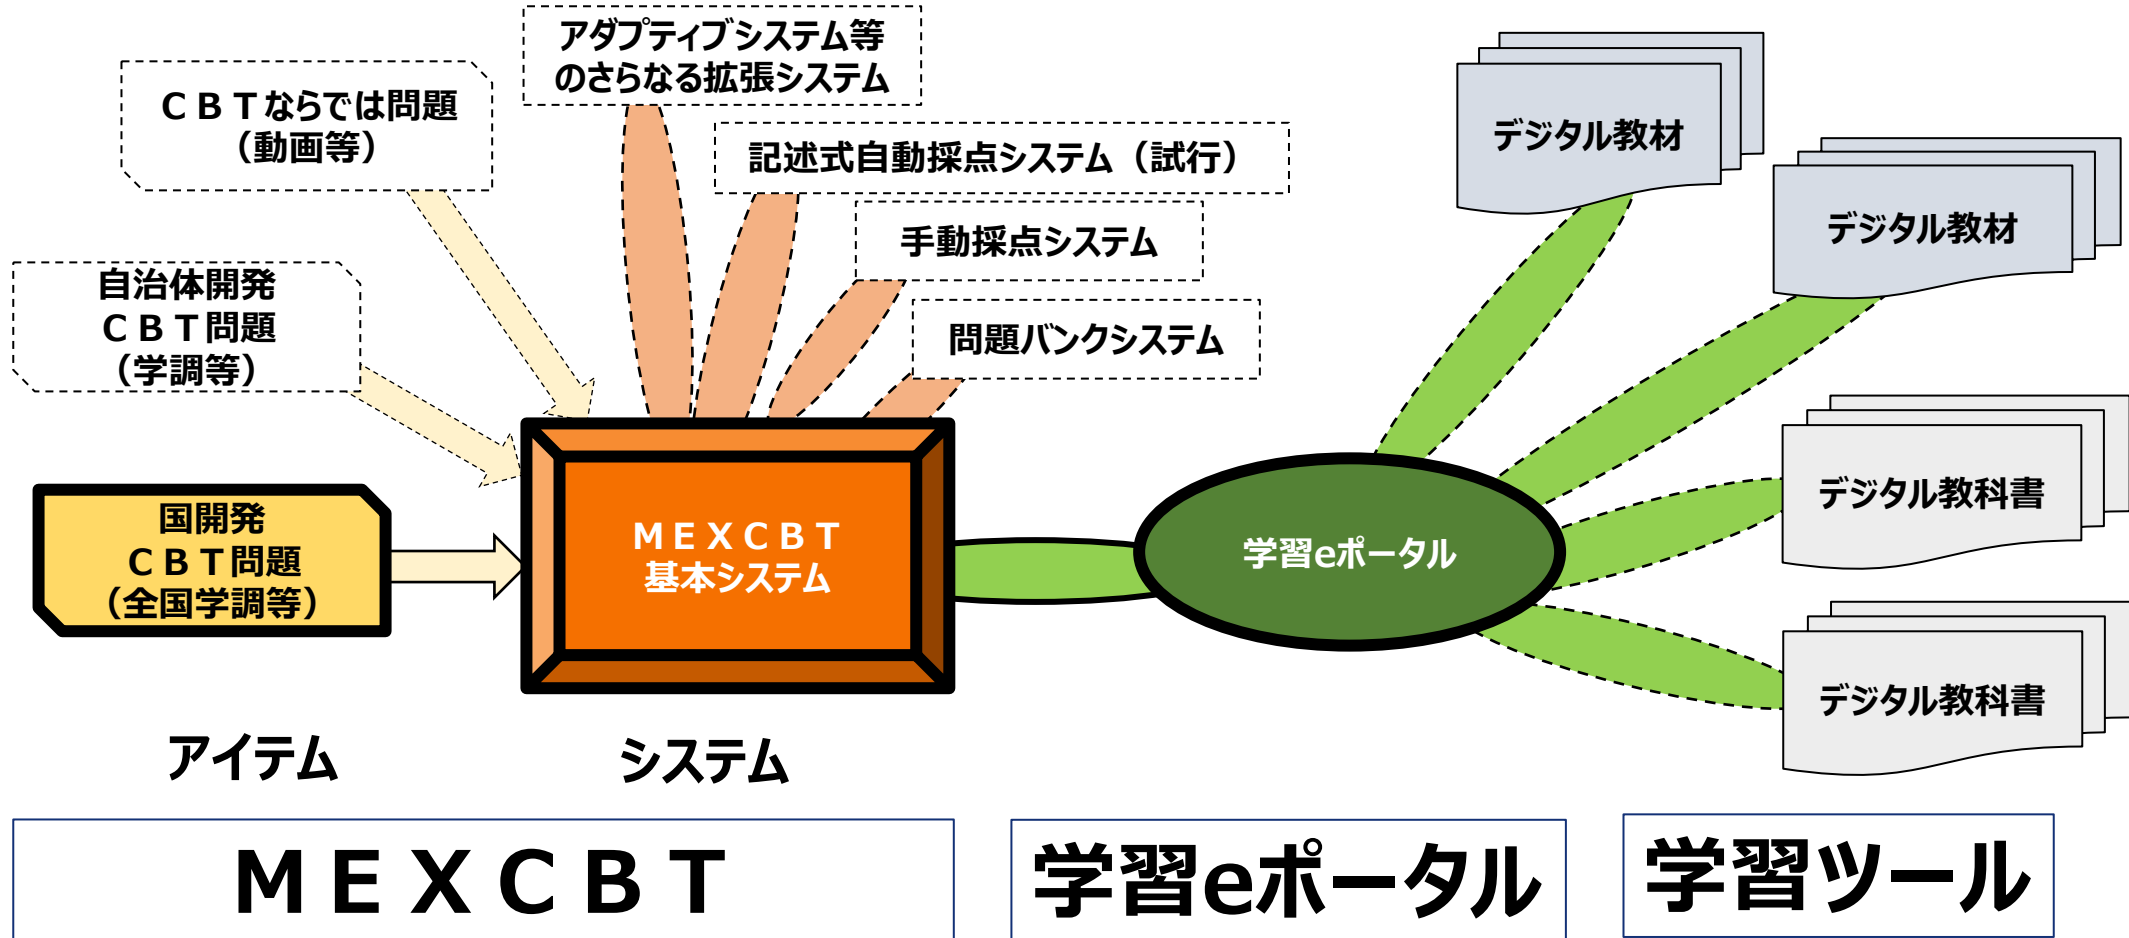 アダプティブシステム等
のさらなる拡張システム
ＣＢＴならでは問題
（動画等）
記述式自動採点システム（試行）
手動採点システム
問題バンクシステム
自治体開発
ＣＢＴ問題
（学調等）
国開発
ＣＢＴ問題
（全国学調等）
ＭＥＸＣＢＴ
基本システム
学習eポータル
デジタル教材
デジタル教材
デジタル教科書
デジタル教科書
アイテム
システム
ＭＥＸＣＢＴ
学習eポータル
学習ツール